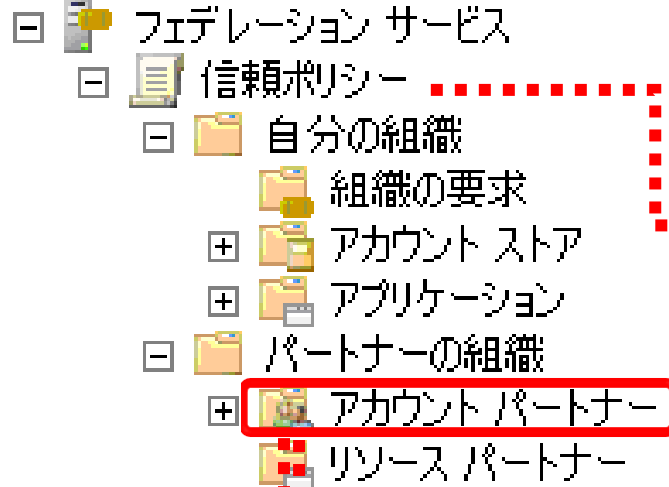 フェデレーション サービス
信頼ポリシー
自分の組織
組織の要求
アカウント ストア
アプリケーション
パートナーの組織
アカウント パートナー
リソース パートナー